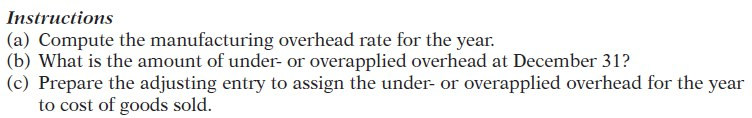 Instructions
(a) Compute the manufacturing overhead rate for the year.
(b) What is the amount of under- or overapplied overhead at December 31?
(c) Prepare the adjusting entry to assign the under- or overapplied overhead for the year
to cost of goods sold.